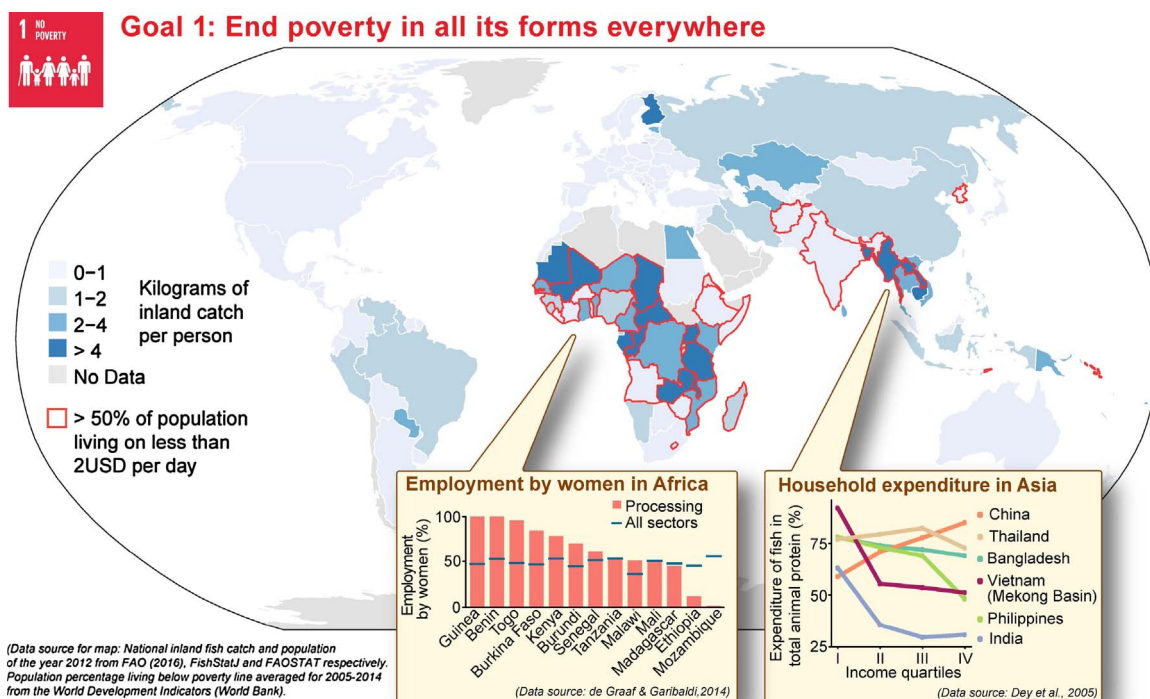 1 NO
POVERTY
Goal 1: End poverty in all its forms everywhere
0–1
1–2
2–4
> 4
No Data
Kilograms of
inland catch
per person
> 50% of population
living on less than
2USD per day
(Data source for map: National inland fish catch and population
of the year 2012 from FAO (2016), FishStatJ and FAOSTAT respectively.
Population percentage living below poverty line averaged for 2005-2014
from the World Development Indicators (World Bank).
Employment by women in Africa
Processing
All sectors
Employment
by women (%)
100
50
0
Guinea
Benin
Togo
Burkina Faso
Kenya
Burundi
Senegal
Tanzania
Malawi
Mali
Madagascar
Ethiopia
Mozambique
(Data source: de Graaf & Garibaldi,2014)
Household expenditure in Asia
Expenditure of fish in
total animal protein (%)
75
50
25
I
II
III
IV
Income quartiles
China
Thailand
Bangladesh
Vietnam
(Mekong Basin)
Philippines
India
(Data source: Dey et al., 2005)